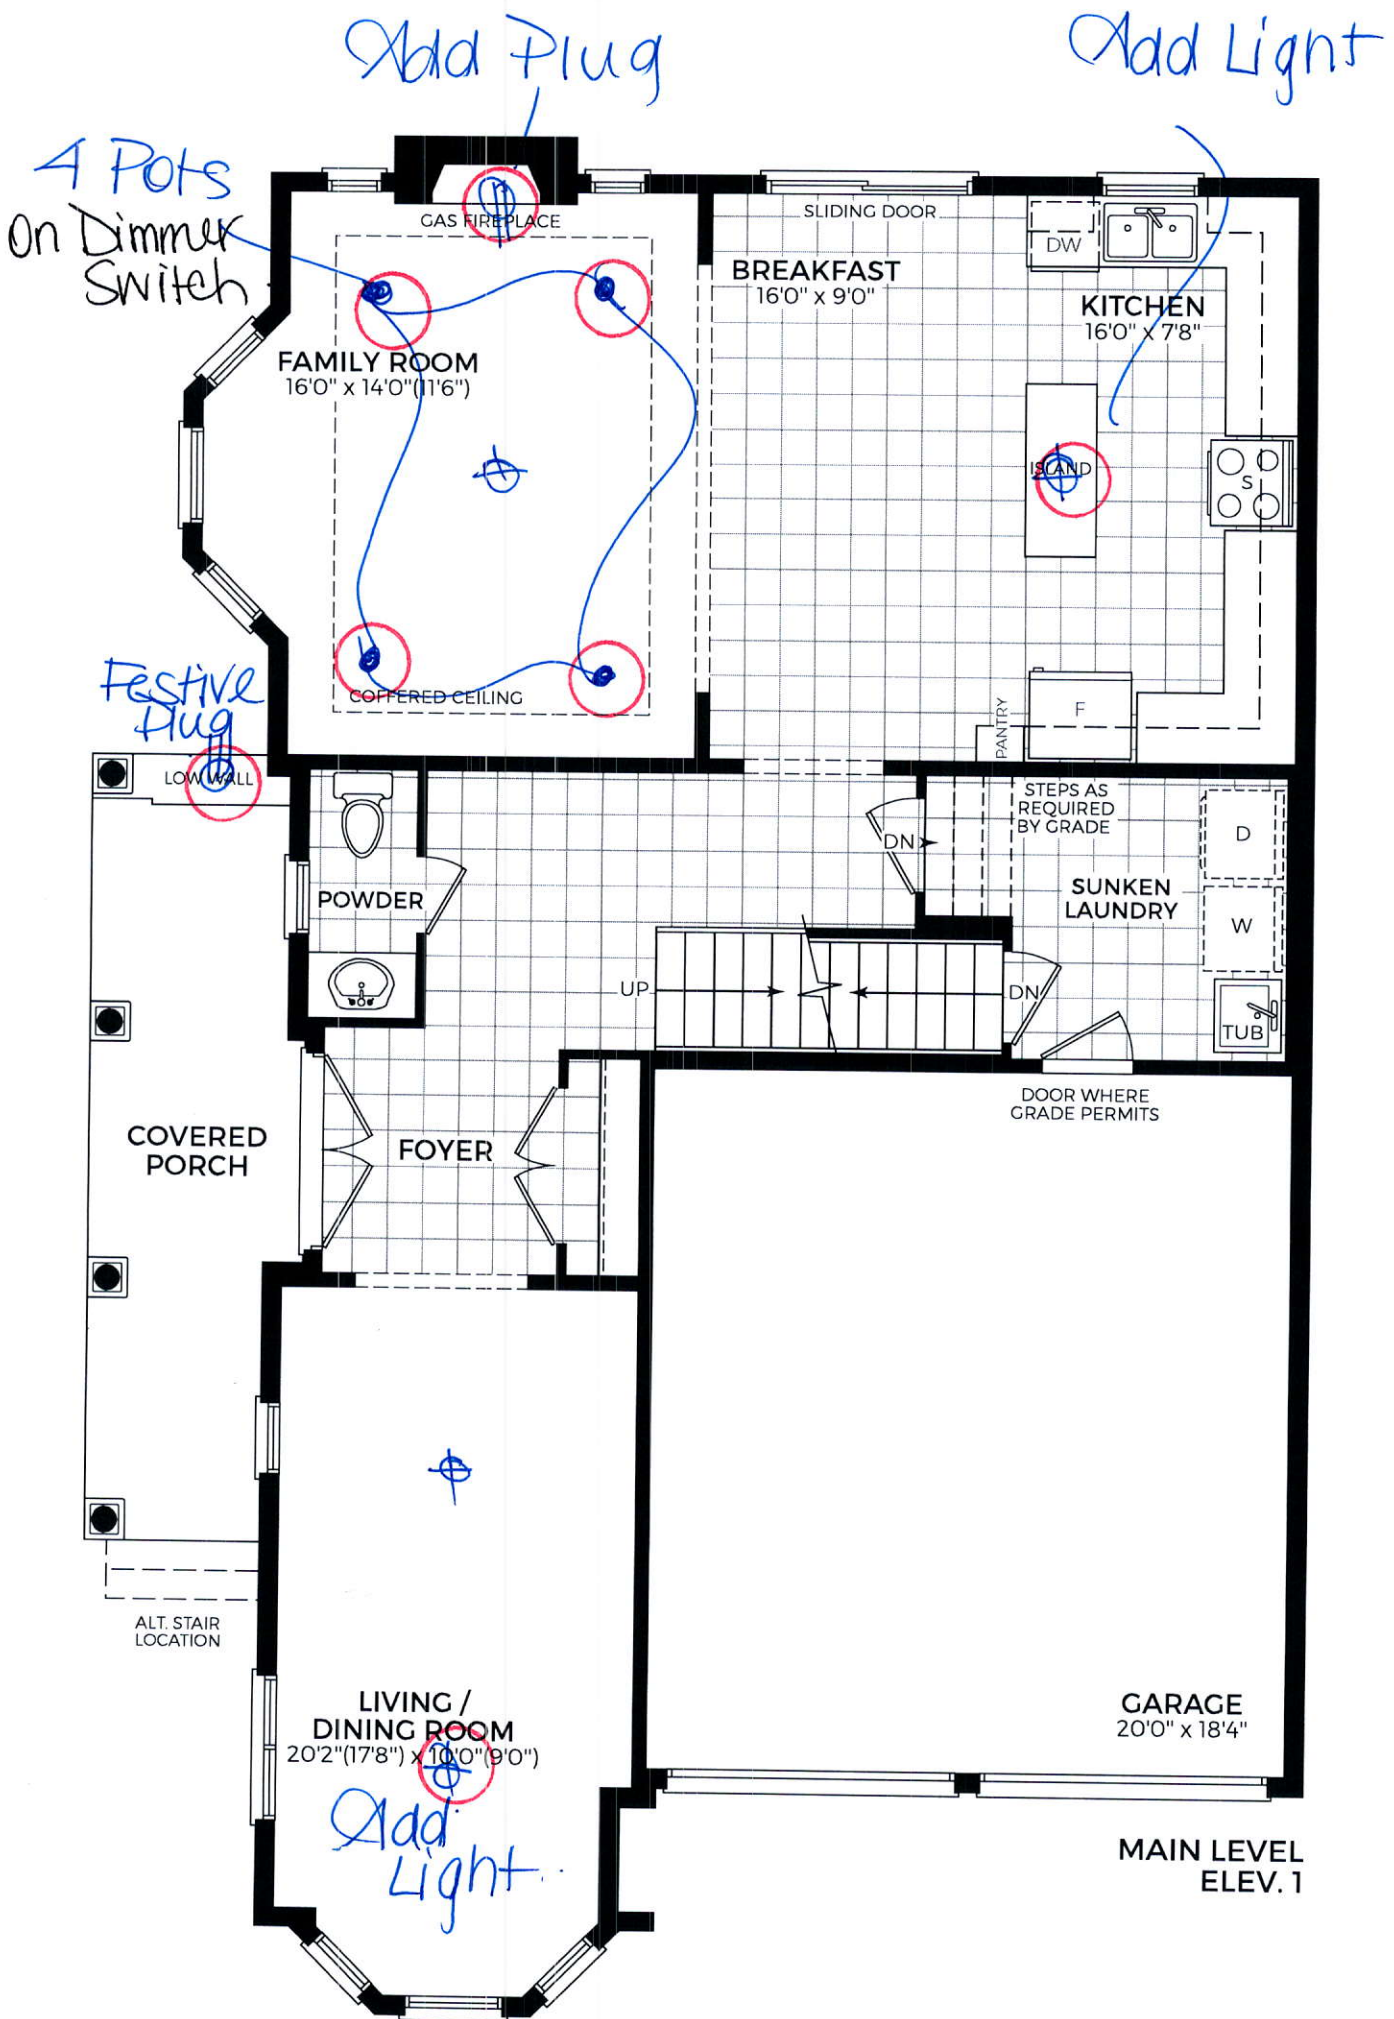 Add Plug
Add Light
4 Pots
On Dimmer
Switch
GAS FIREPLACE
SLIDING DOOR
DW
BREAKFAST
16'0" x 9'0"
KITCHEN
16'0" x 7'8"
FAMILY ROOM
16'0" x 14'0"(11'6")
ISLAND
S
COFFERED CEILING
Festive
Plug
LOW WALL
PANTRY
F
STEPS AS
REQUIRED
BY GRADE
D
DN
POWDER
SUNKEN
LAUNDRY
W
UP
DN
TUB
DOOR WHERE
GRADE PERMITS
COVERED
PORCH
FOYER
ALT. STAIR
LOCATION
LIVING /
DINING ROOM
20'2"(17'8") x 10'0"(9'0")
GARAGE
20'0" x 18'4"
Add
Light.
MAIN LEVEL
ELEV. 1